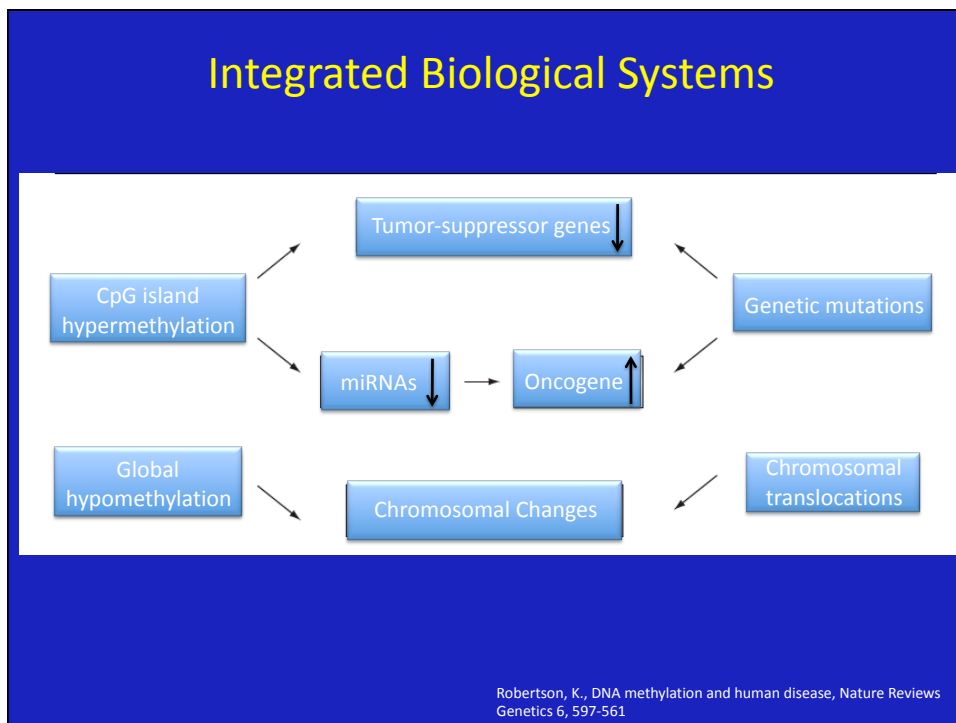 Integrated Biological Systems
Tumor-suppressor genes
CpG island
hypermethylation
Genetic mutations
miRNAs
Oncogene
Global
hypomethylation
Chromosomal
translocations
Chromosomal Changes
Robertson, K., DNA methylation and human disease, Nature Reviews
Genetics 6, 597-561